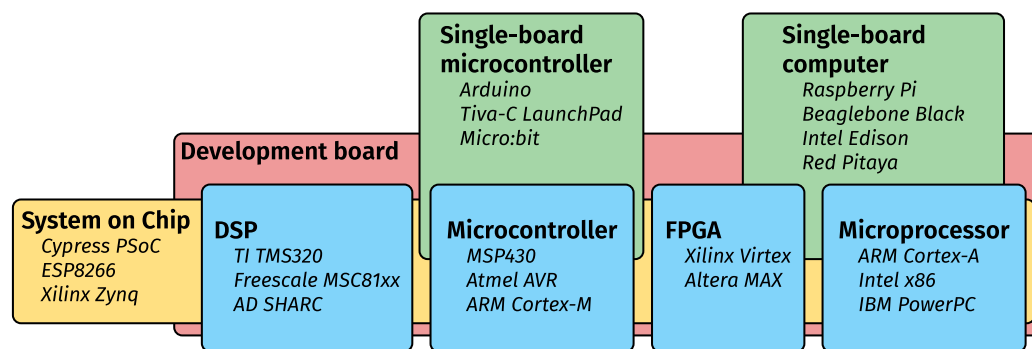 Single-board
microcontroller
Arduino
Tiva-C LaunchPad
Micro:bit
Single-board
computer
Raspberry Pi
Beaglebone Black
Intel Edison
Red Pitaya
Development board
System on Chip
Cypress PSoC
ESP8266
Xilinx Zynq
DSP
TI TMS320
Freescale MSC81xx
AD SHARC
Microcontroller
MSP430
Atmel AVR
ARM Cortex-M
FPGA
Xilinx Virtex
Altera MAX
Microprocessor
ARM Cortex-A
Intel x86
IBM PowerPC